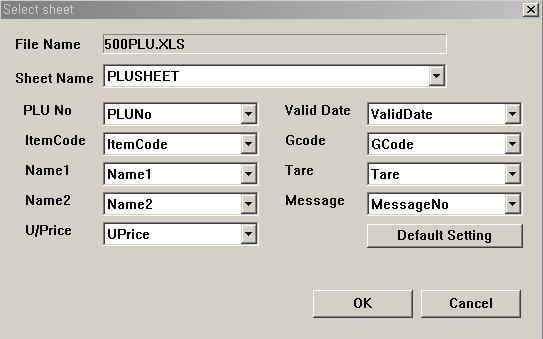 Select sheet
File Name 500PLU.XLS
Sheet Name PLUSHEET
PLU No PLUNo Valid Date ValidDate
ItemCode ItemCode Gcode GCode
Name1 Name1 Tare Tare
Name2 Name2 Message MessageNo
U/Price UPrice Default Setting
OK Cancel